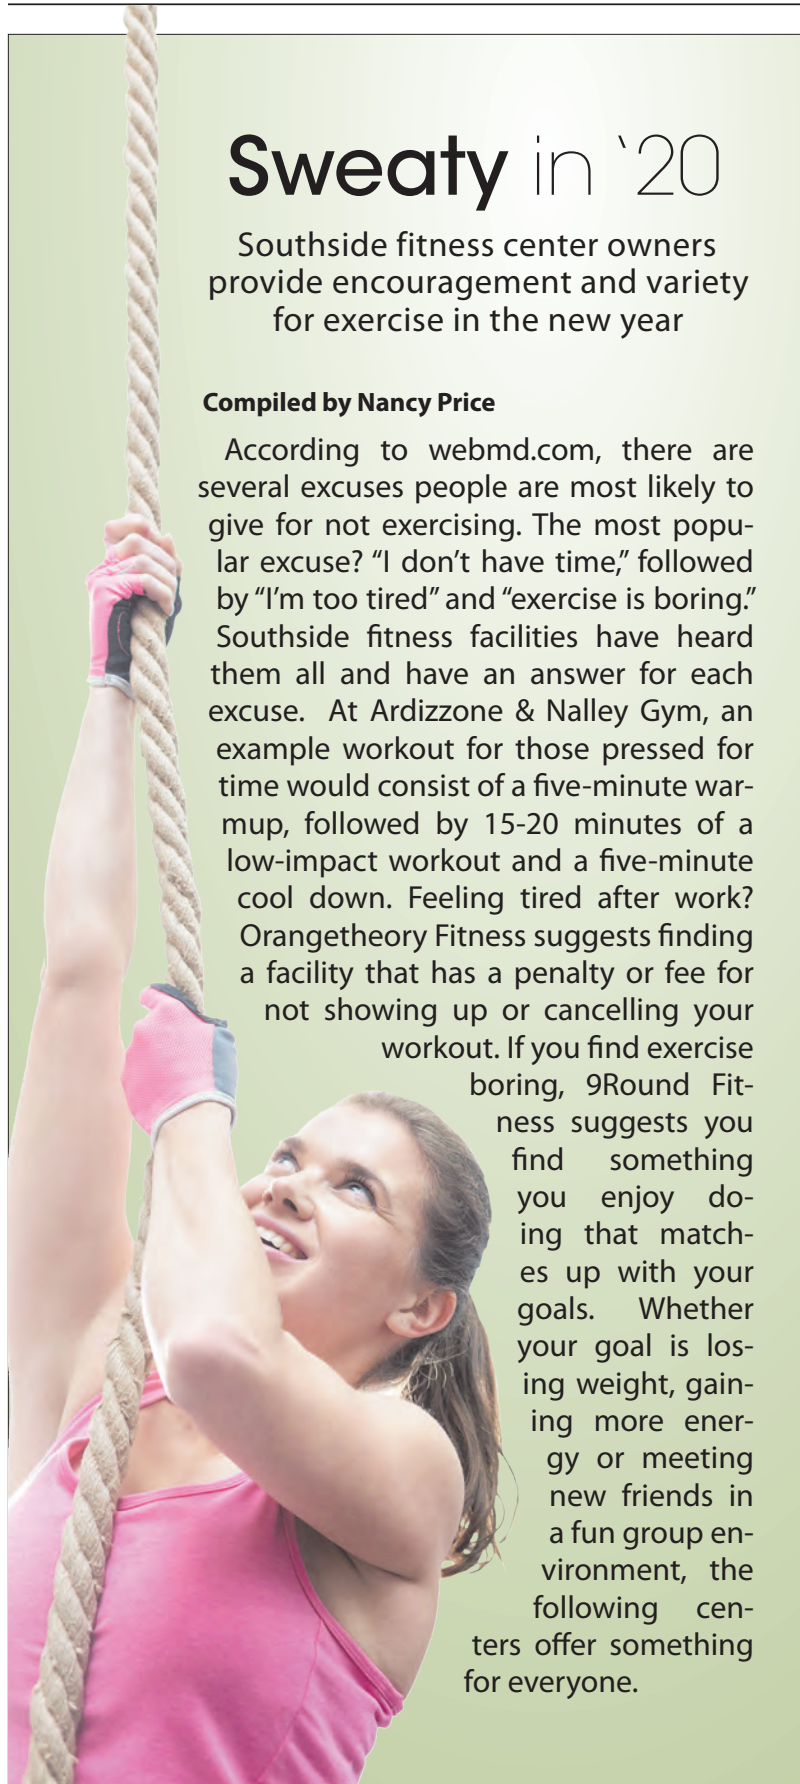 Sweaty in ‘20
Southside fitness center owners
provide encouragement and variety
for exercise in the new year
Compiled by Nancy Price
According to webmd.com, there are
several excuses people are most likely to
give for not exercising. The most popu-
lar excuse? “I don’t have time,” followed
by “I’m too tired” and “exercise is boring.”
Southside fitness facilities have heard
them all and have an answer for each
excuse. At Ardizzone & Nalley Gym, an
example workout for those pressed for
time would consist of a five-minute war-
mup, followed by 15-20 minutes of a
low-impact workout and a five-minute
cool down. Feeling tired after work?
Orangetheory Fitness suggests finding
a facility that has a penalty or fee for
not showing up or cancelling your
workout. If you find exercise
boring, 9Round Fit-
ness suggests you
find something
you enjoy do-
ing that match-
es up with your
goals. Whether
your goal is los-
ing weight, gain-
ing more ener-
gy or meeting
new friends in
a fun group en-
vironment, the
following cen-
ters offer something
for everyone.